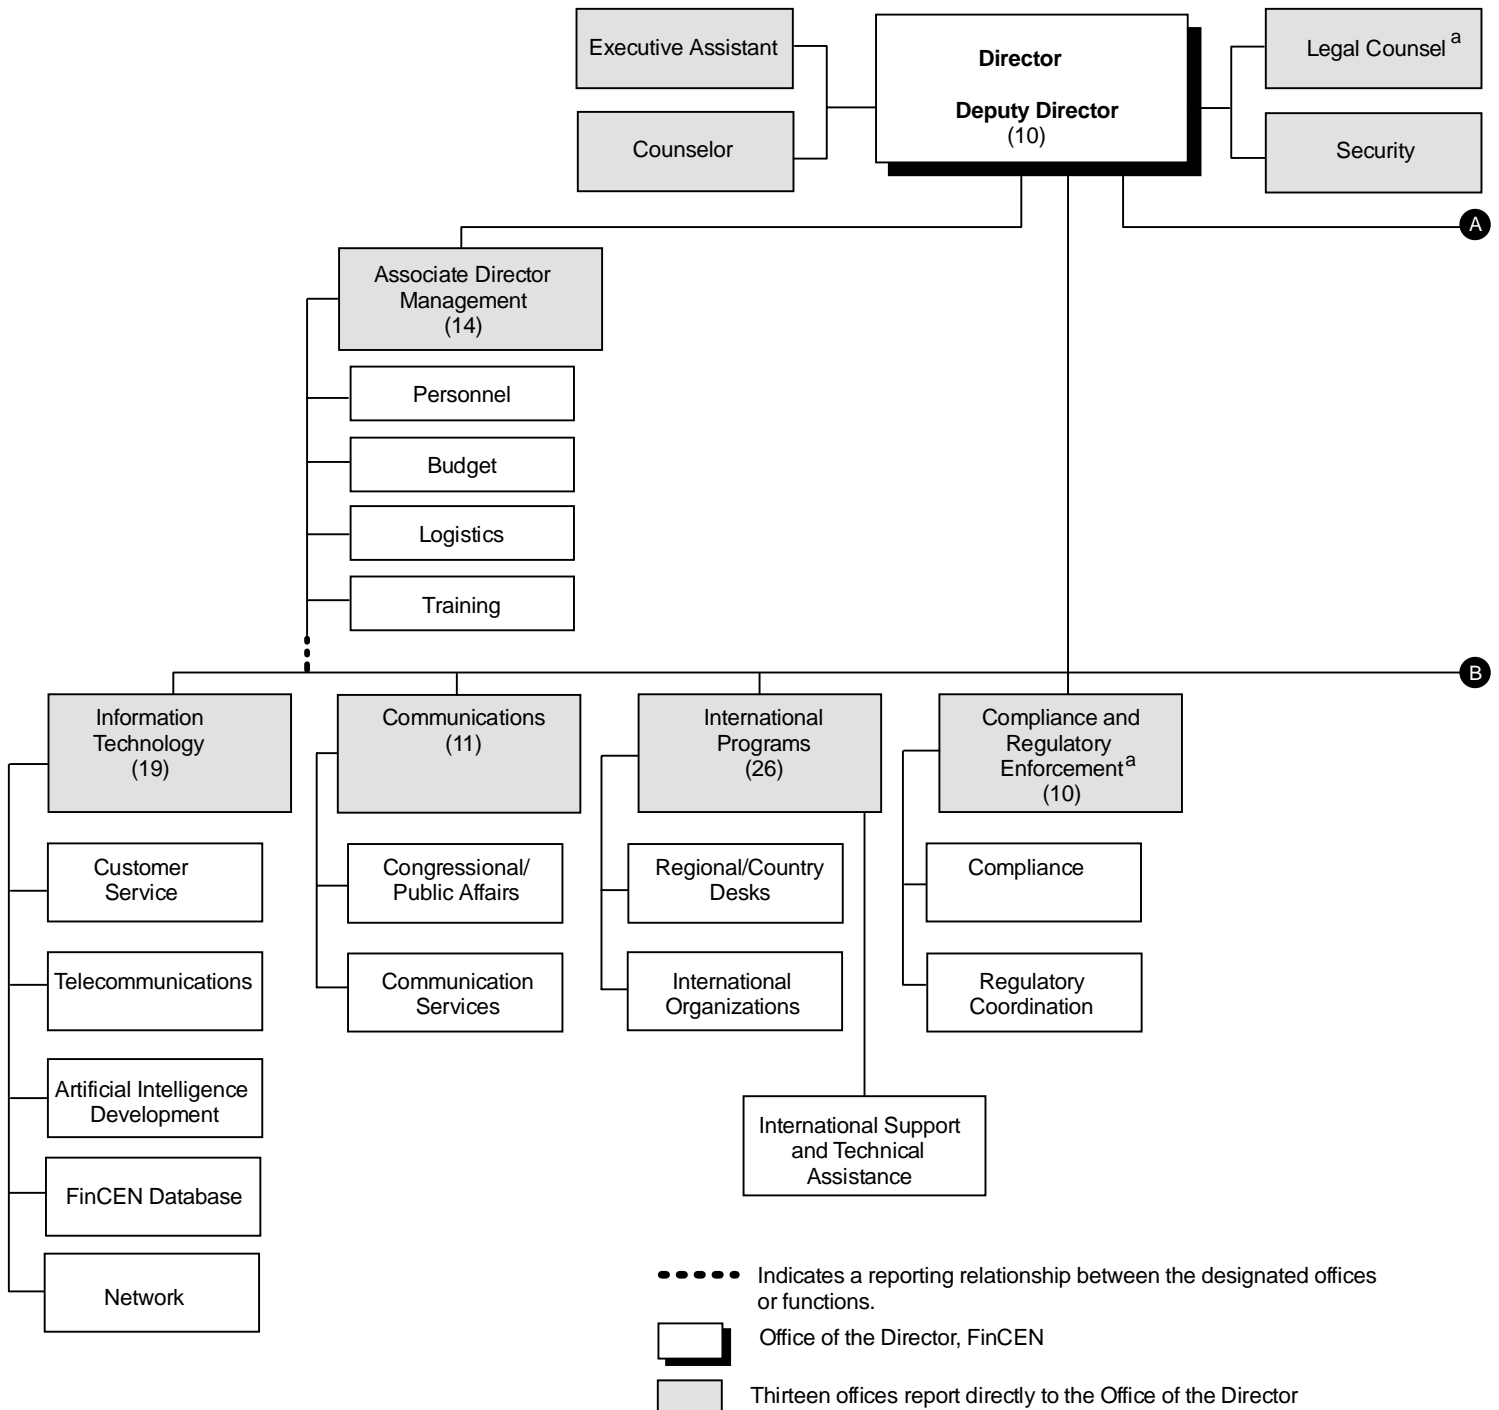 Executive Assistant
Director
Legal Counsel a
Deputy Director
(10)
Counselor
Security
A
Associate Director
Management
(14)
Personnel
Budget
Logistics
Training
B
Information
Technology
(19)
Communications
(11)
International
Programs
(26)
Compliance and
Regulatory
Enforcement a
(10)
Customer
Service
Congressional/
Public Affairs
Regional/Country
Desks
Compliance
Telecommunications
Communication
Services
International
Organizations
Regulatory
Coordination
Artificial Intelligence
Development
International Support
and Technical
Assistance
FinCEN Database
Network
Indicates a reporting relationship between the designated offices
or functions.
Office of the Director, FinCEN
Thirteen offices report directly to the Office of the Director